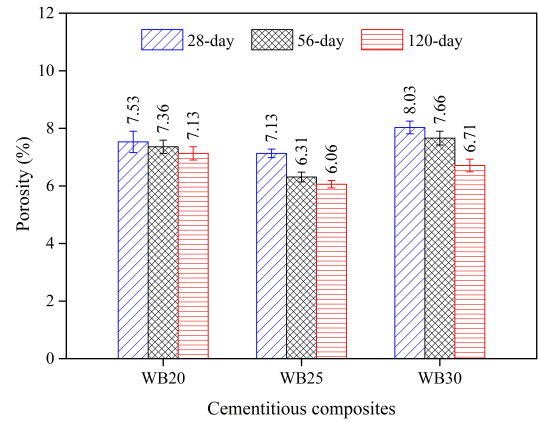 12
10
8
6
4
2
0
Porosity (%)
28-day 56-day 120-day
7.53 7.36 7.13
7.13 6.31 6.06
8.03 7.66 6.71
WB20 WB25 WB30
Cementitious composites